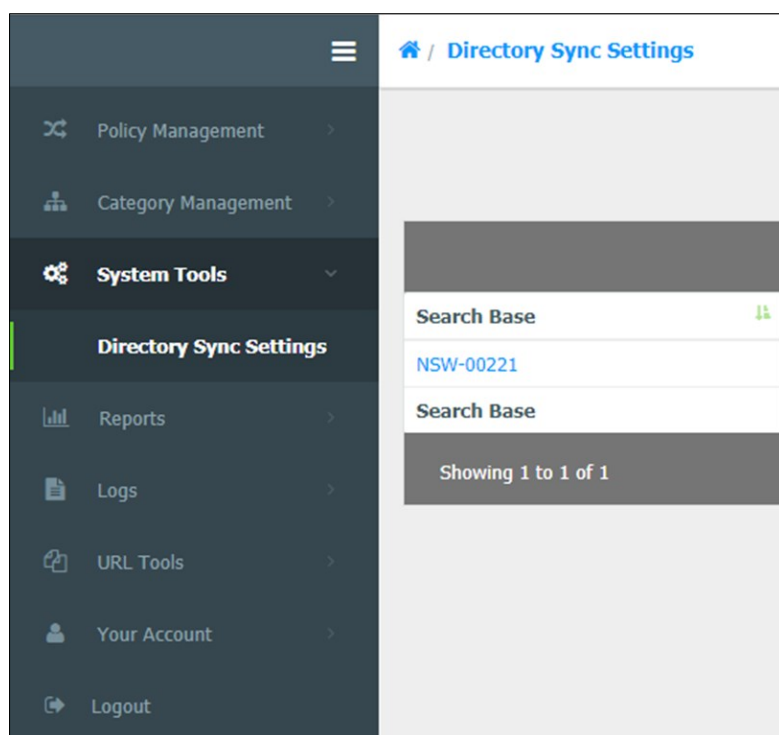 / Directory Sync Settings
Policy Management
Category Management
System Tools
Directory Sync Settings
Reports
Logs
URL Tools
Your Account
Logout
Search Base
NSW-00221
Search Base
Showing 1 to 1 of 1